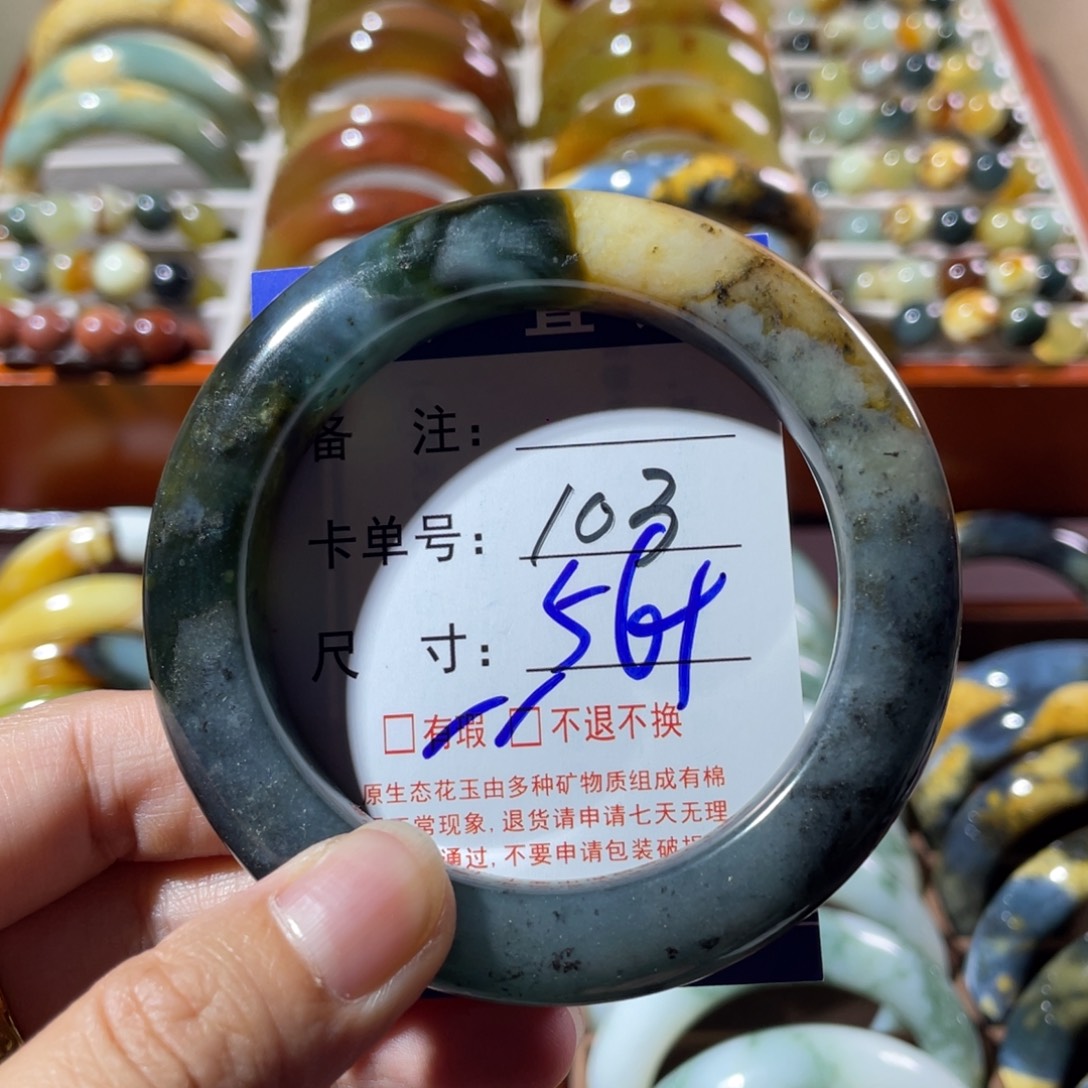 备 注：
卡单号：103
尺 寸：56
□有瑕 □不退不换
原生态花玉由多种矿物质组成有棉
常现象, 退货请申请七天无理
通过, 不要申请包装破